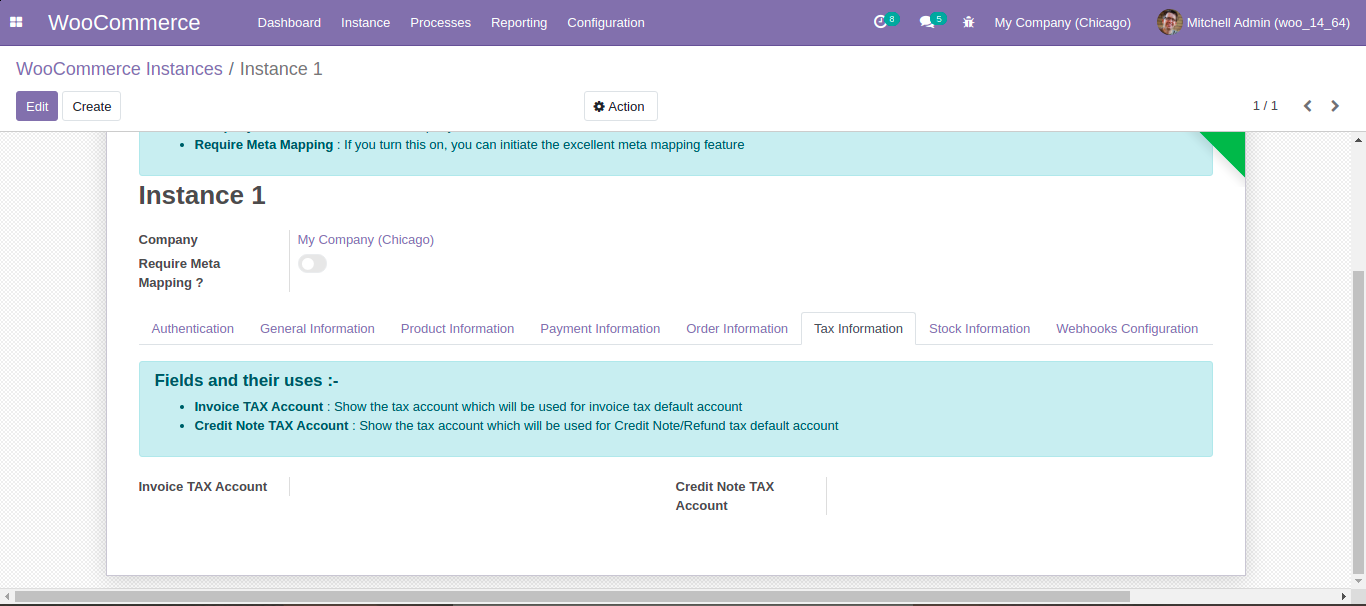 WooCommerce Dashboard Instance Processes Reporting Configuration 8 5 My Company (Chicago) Mitchell Admin (woo_14_64)
WooCommerce Instances / Instance 1
Edit Create Action 1 / 1
• Require Meta Mapping : If you turn this on, you can initiate the excellent meta mapping feature
Instance 1
Company My Company (Chicago)
Require Meta
Mapping ?
Authentication General Information Product Information Payment Information Order Information Tax Information Stock Information Webhooks Configuration
Fields and their uses :-
• Invoice TAX Account : Show the tax account which will be used for invoice tax default account
• Credit Note TAX Account : Show the tax account which will be used for Credit Note/Refund tax default account
Invoice TAX Account Credit Note TAX
Account